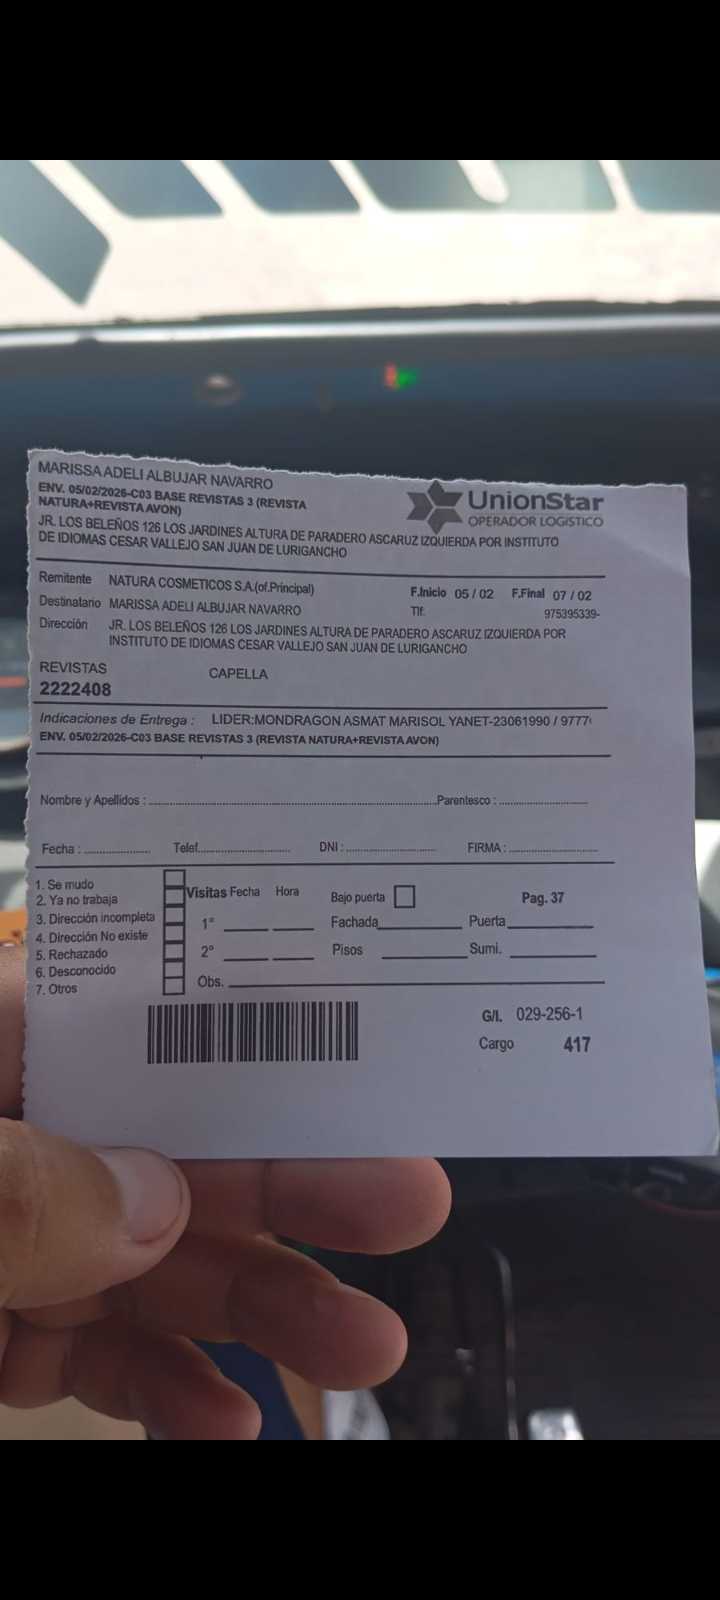 MARISSA ADELI ALBUJAR NAVARRO
ENV. 05/02/2026-C03 BASE REVISTAS 3 (REVISTA
NATURA+REVISTA AVON)
UnionStar
OPERADOR LOGISTICO
JR. LOS BELEÑOS 126 LOS JARDINES ALTURA DE PARADERO ASCARUZ IZQUIERDA POR INSTITUTO
DE IDIOMAS CESAR VALLEJO SAN JUAN DE LURIGANCHO
Remitente NATURA COSMETICOS S.A.(of.Principal) F.Inicio 05 / 02 F.Final 07 / 02
Destinatario MARISSA ADELI ALBUJAR NAVARRO Tlf. 975395339-
Dirección JR. LOS BELEÑOS 126 LOS JARDINES ALTURA DE PARADERO ASCARUZ IZQUIERDA POR
INSTITUTO DE IDIOMAS CESAR VALLEJO SAN JUAN DE LURIGANCHO
REVISTAS CAPELLA
2222408
Indicaciones de Entrega : LIDER:MONDRAGON ASMAT MARISOL YANET-23061990 / 9777
ENV. 05/02/2026-C03 BASE REVISTAS 3 (REVISTA NATURA+REVISTA AVON)
Nombre y Apellidos : Parentesco :
Fecha : Telef. DNI : FIRMA :
1. Se mudo
2. Ya no trabaja
3. Dirección incompleta
4. Dirección No existe
5. Rechazado
6. Desconocido
7. Otros
Visitas Fecha Hora Bajo puerta Pag. 37
1° Fachada Puerta
2° Pisos Sumi.
Obs.
G/I. 029-256-1
Cargo 417